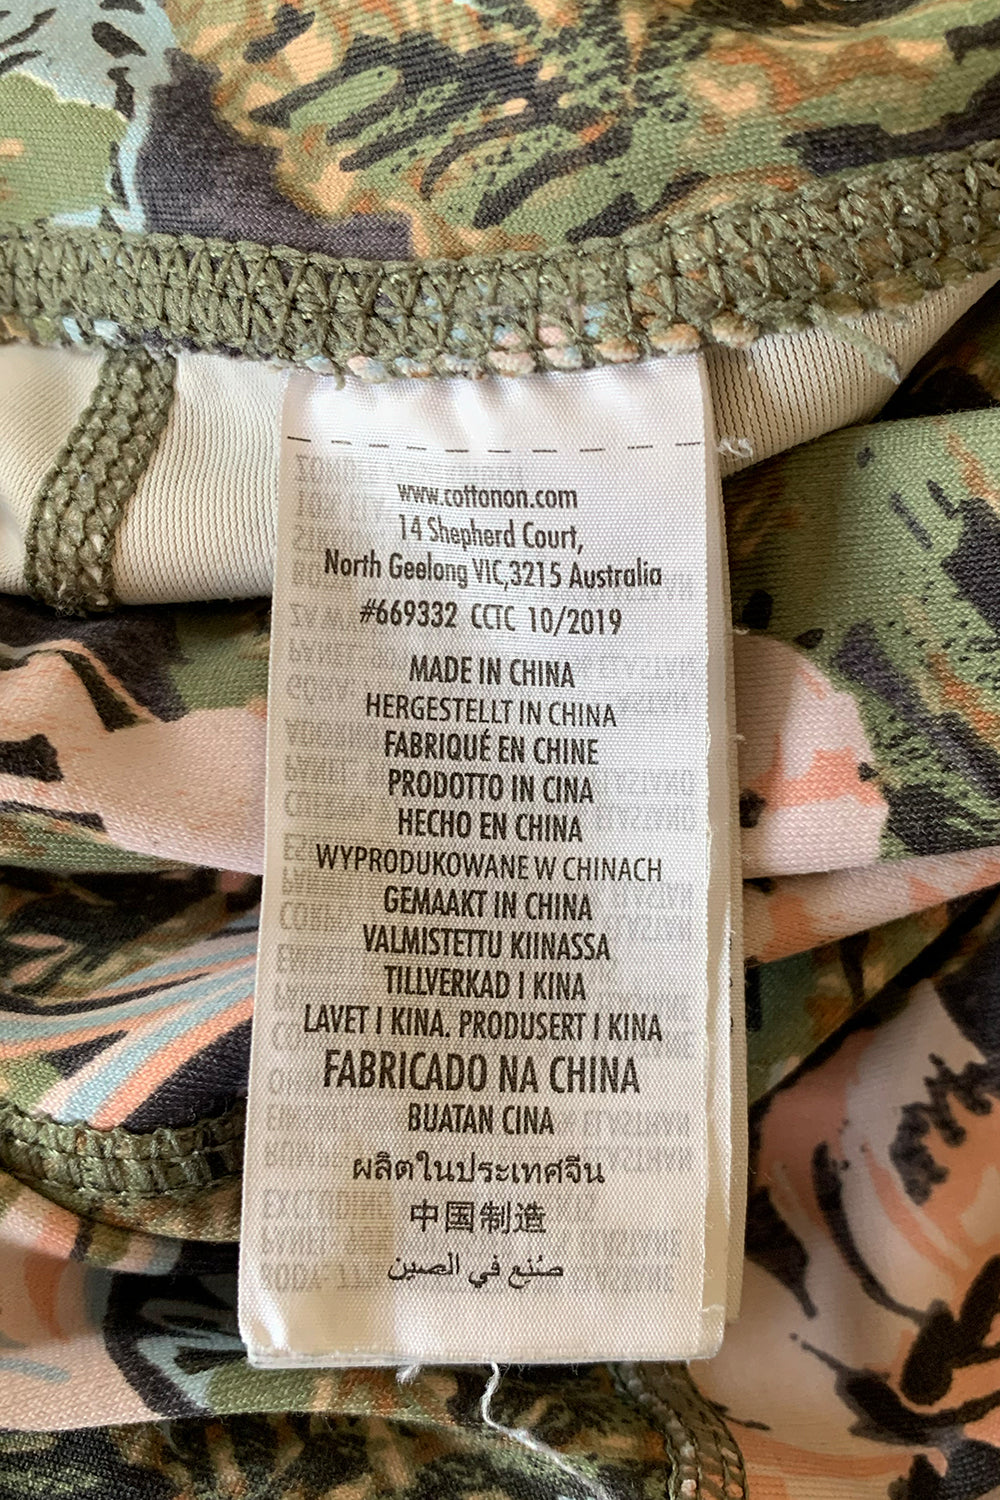 www.cottonon.com
14 Shepherd Court,
North Geelong VIC,3215 Australia
#669332 CCTC 10/2019
MADE IN CHINA
HERGESTELLT IN CHINA
FABRIQUÉ EN CHINE
PRODOTTO IN CINA
HECHO EN CHINA
WYPRODUKOWANE W CHINACH
GEMAAKT IN CHINA
VALMISTETTU KIINASSA
TILLVERKAD I KINA
LAVET I KINA. PRODUSERT I KINA
FABRICADO NA CHINA
BUATAN CINA
ผลิตในประเทศจีน
中国制造
صُنع في الصين